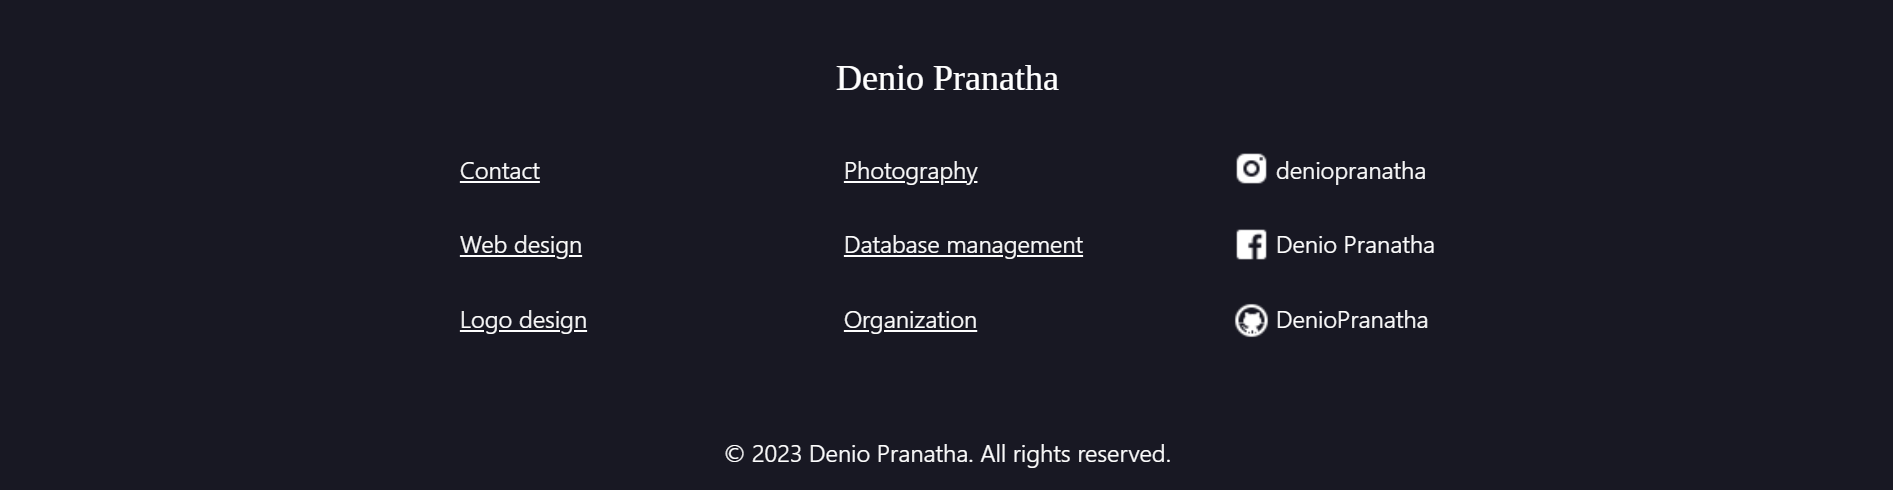 Denio Pranatha
Contact
Photography
deniopranatha
Web design
Database management
Denio Pranatha
Logo design
Organization
DenioPranatha
© 2023 Denio Pranatha. All rights reserved.